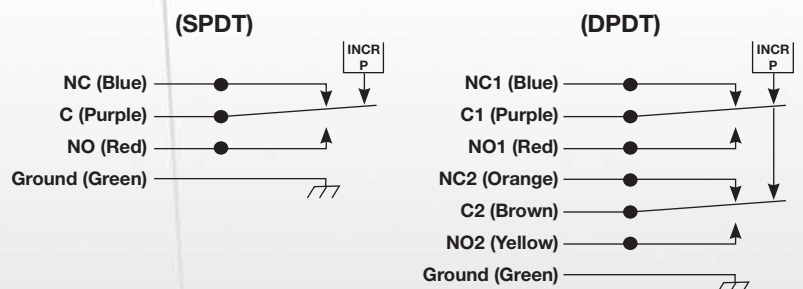 (SPDT)
INCR
P
NC (Blue)
C (Purple)
NO (Red)
Ground (Green)
(DPDT)
INCR
P
NC1 (Blue)
C1 (Purple)
NO1 (Red)
NC2 (Orange)
C2 (Brown)
NO2 (Yellow)
Ground (Green)